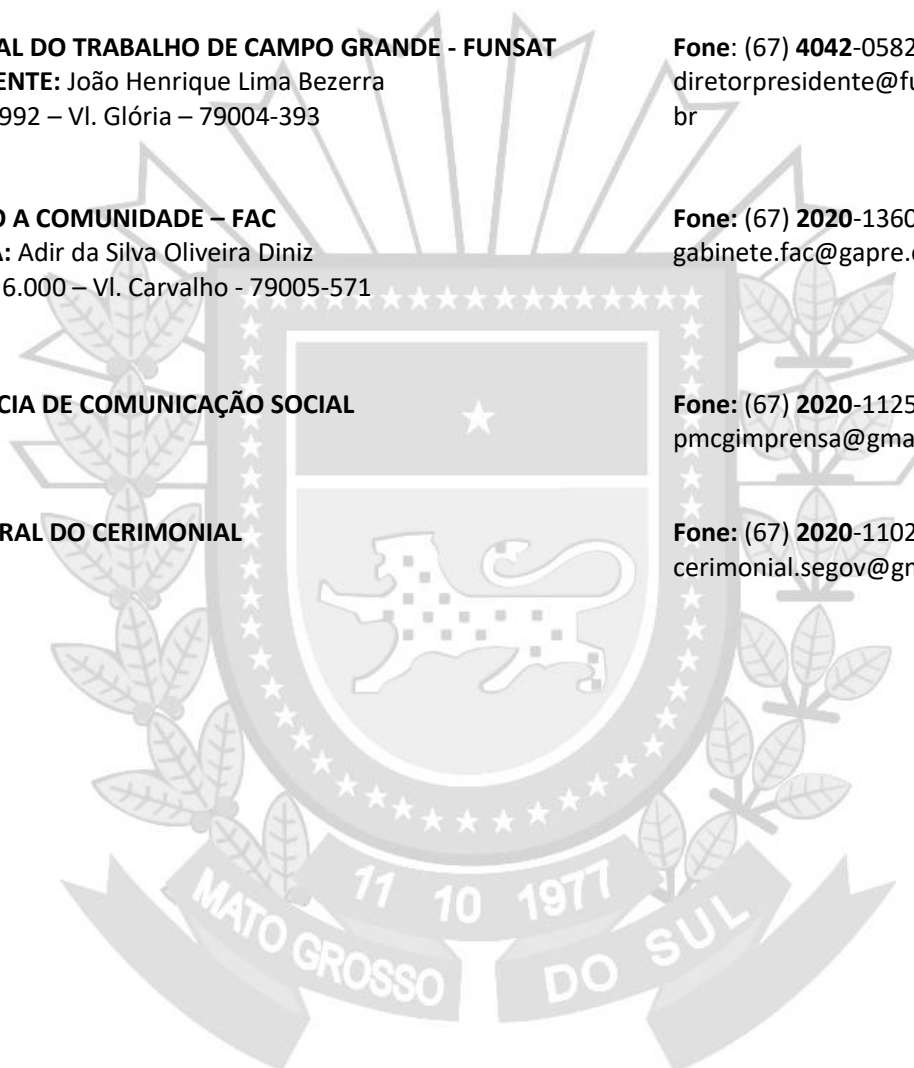 AL DO TRABALHO DE CAMPO GRANDE - FUNSAT
Fone: (67) 4042-0582
ENTE: João Henrique Lima Bezerra
diretorpresidente@fu
992 – Vl. Glória – 79004-393
br
O A COMUNIDADE – FAC
Fone: (67) 2020-1360
A: Adir da Silva Oliveira Diniz
gabinete.fac@gapre.
6.000 – Vl. Carvalho - 79005-571
CIA DE COMUNICAÇÃO SOCIAL
Fone: (67) 2020-1125
pmcgimprensa@gma
RAL DO CERIMONIAL
Fone: (67) 2020-1102
cerimonial.segov@gm
11 10 1977
MATO GROSSO DO SUL